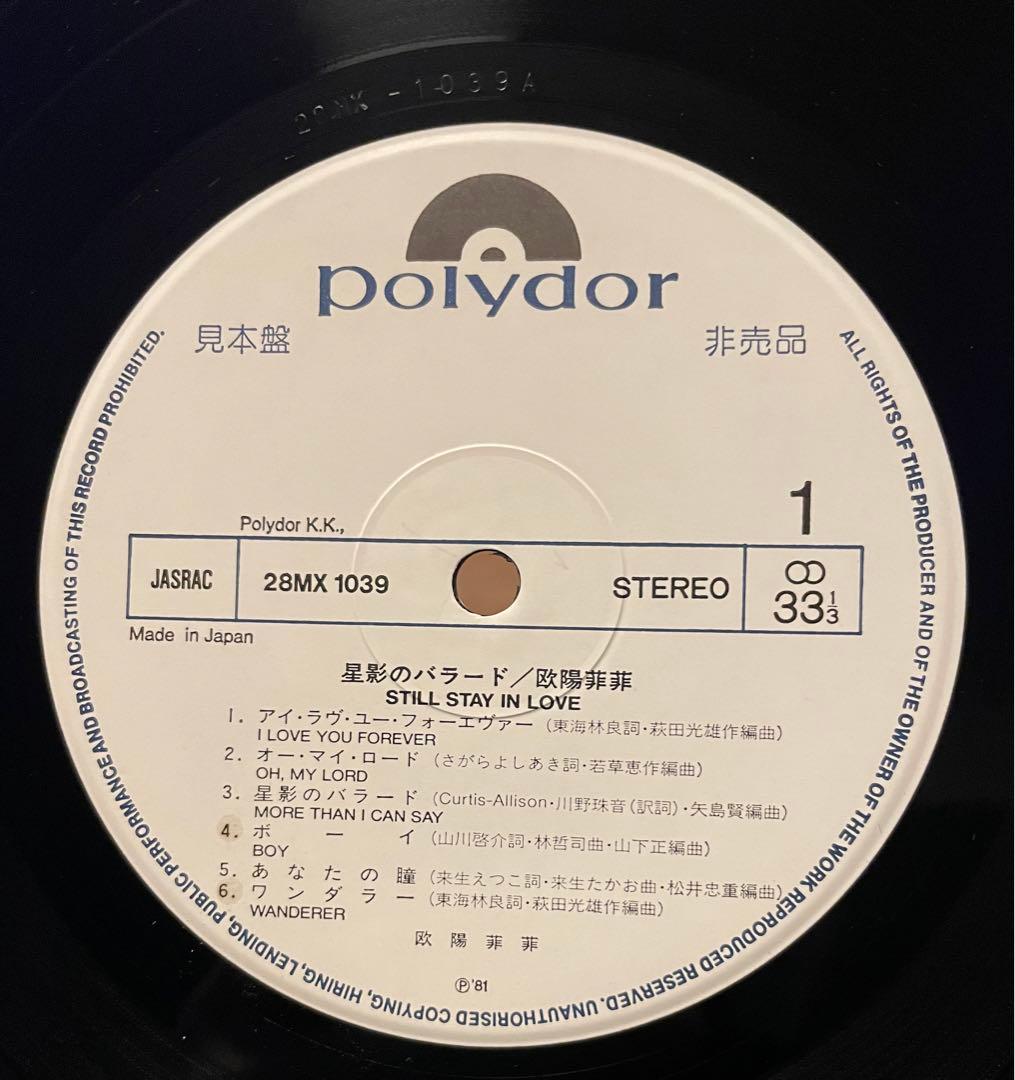 28MX-1039A
polydor
見本盤
非売品
1
Polydor K.K.,
JASRAC
28MX 1039
STEREO
33 1/3
Made in Japan
星影のバラード／欧陽菲菲
STILL STAY IN LOVE
1. アイ・ラヴ・ユー・フォーエヴァー (東海林良詞・萩田光雄作編曲)
I LOVE YOU FOREVER
2. オー・マイ・ロード (さがらよしあき詞・若草恵作編曲)
OH, MY LORD
3. 星影のバラード (Curtis-Allison・川野珠音(訳詞)・矢島賢編曲)
MORE THAN I CAN SAY
4. ボーイ (山川啓介詞・林哲司曲・山下正編曲)
BOY
5. あなたの瞳 (来生えつこ詞・来生たかお曲・松井忠重編曲)
6. ワンダラー (東海林良詞・萩田光雄作編曲)
WANDERER
欧陽菲菲
Ⓟ'81
ALL RIGHTS OF THE PRODUCER AND OF THE OWNER OF THE WORK REPRODUCED RESERVED. UNAUTHORISED COPYING, HIRING, LENDING, PUBLIC PERFORMANCE AND BROADCASTING OF THIS RECORD PROHIBITED.